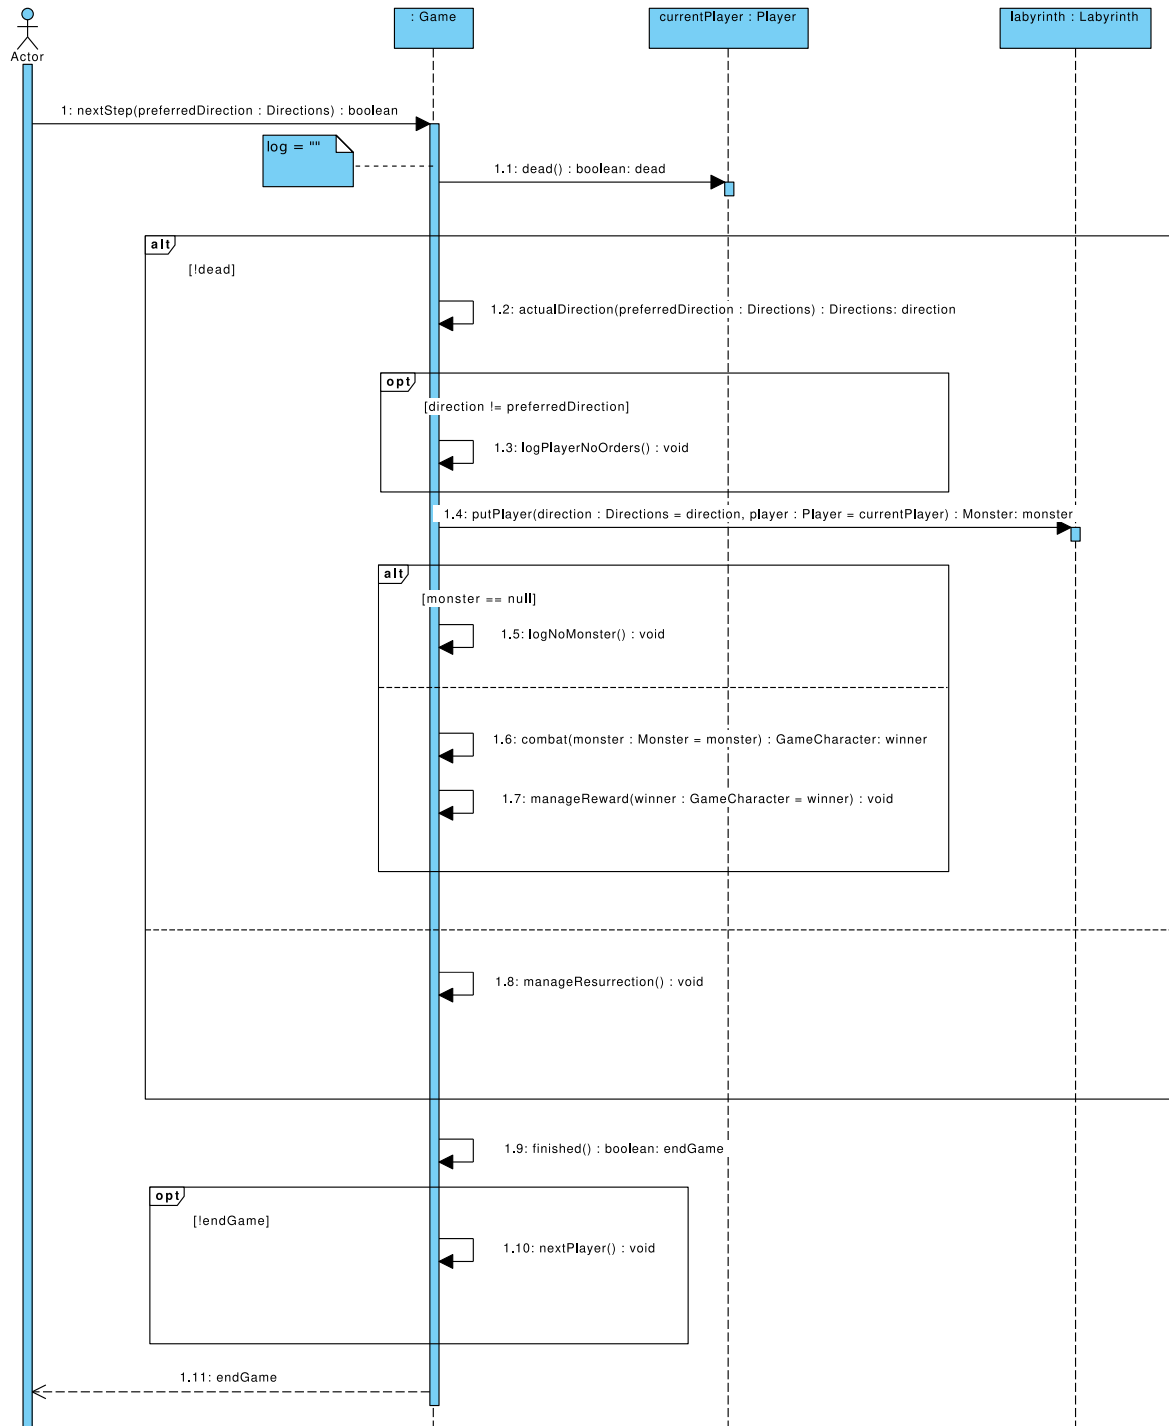 : Game
currentPlayer : Player
labyrinth : Labyrinth
Actor
1: nextStep(preferredDirection : Directions) : boolean
log = ""
1.1: dead() : boolean: dead
alt
[!dead]
1.2: actualDirection(preferredDirection : Directions) : Directions: direction
opt
[direction != preferredDirection]
1.3: logPlayerNoOrders() : void
1.4: putPlayer(direction : Directions = direction, player : Player = currentPlayer) : Monster: monster
alt
[monster == null]
1.5: logNoMonster() : void
1.6: combat(monster : Monster = monster) : GameCharacter: winner
1.7: manageReward(winner : GameCharacter = winner) : void
1.8: manageResurrection() : void
1.9: finished() : boolean: endGame
opt
[!endGame]
1.10: nextPlayer() : void
1.11: endGame